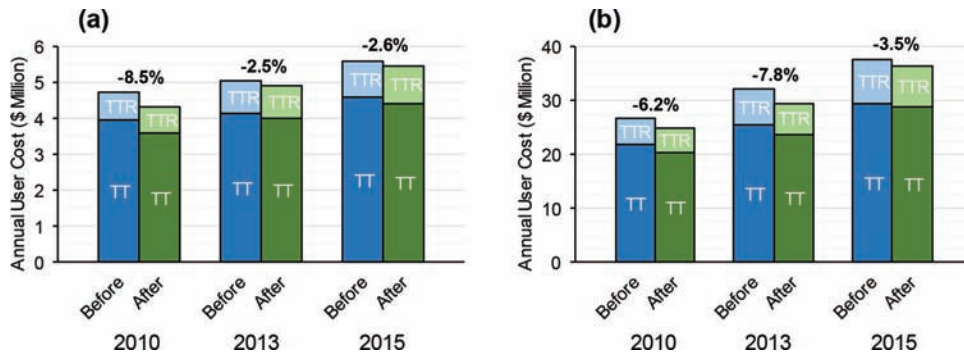 (a)
Annual User Cost ($ Million)
6
5
4
3
2
1
0
-8.5%
-2.5%
-2.6%
TTR
TTR
TTR
TTR
TTR
TTR
TT
TT
TT
TT
TT
TT
Before
After
Before
After
Before
After
2010
2013
2015
(b)
Annual User Cost ($ Million)
40
30
20
10
0
-6.2%
-7.8%
-3.5%
TTR
TTR
TTR
TTR
TTR
TTR
TT
TT
TT
TT
TT
TT
Before
After
Before
After
Before
After
2010
2013
2015